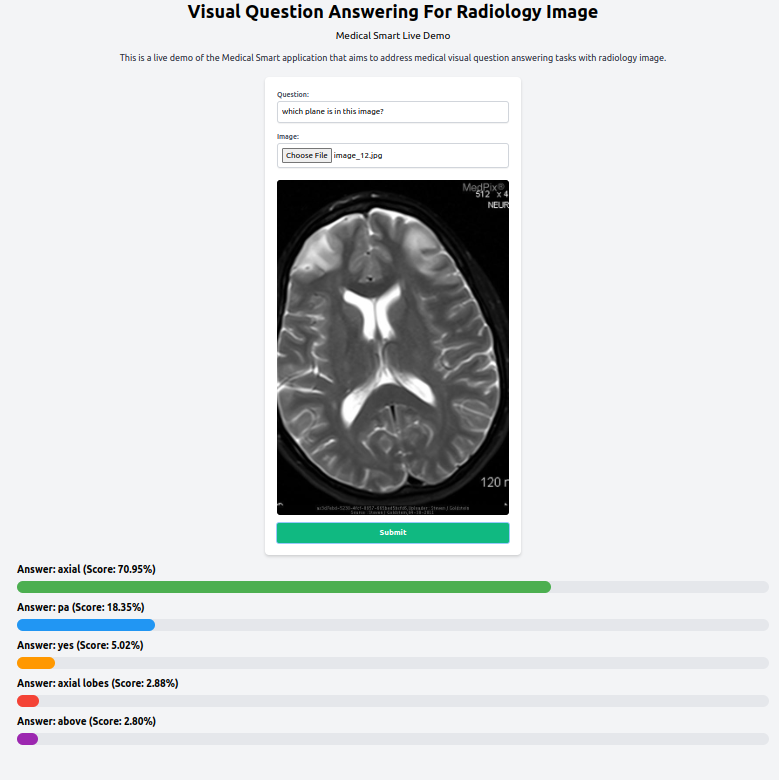 Visual Question Answering For Radiology Image
Medical Smart Live Demo
This is a live demo of the Medical Smart application that aims to address medical visual question answering tasks with radiology image.
Question:
which plane is in this image?
Image:
Choose File image_12.jpg
MedPix®
512 x 4
NEUR
120 r
Submit
Answer: axial (Score: 70.95%)
Answer: pa (Score: 18.35%)
Answer: yes (Score: 5.02%)
Answer: axial lobes (Score: 2.88%)
Answer: above (Score: 2.80%)